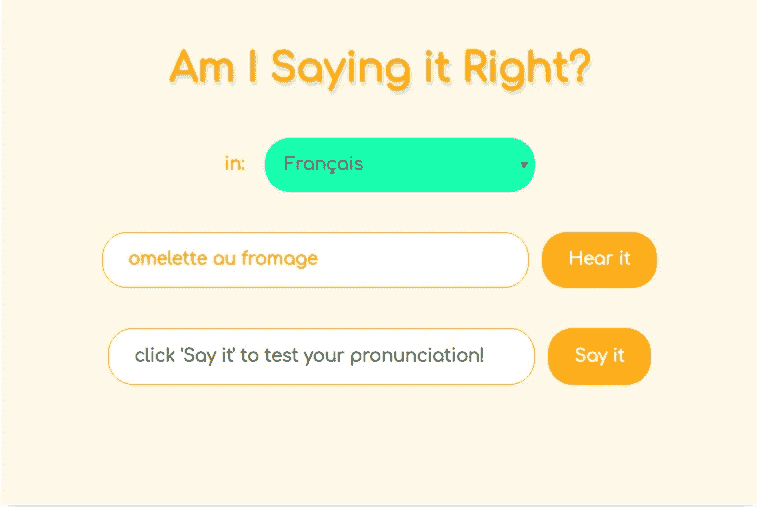 Am I Saying it Right?
in: Français
omelette au fromage Hear it
click 'Say it' to test your pronunciation! Say it